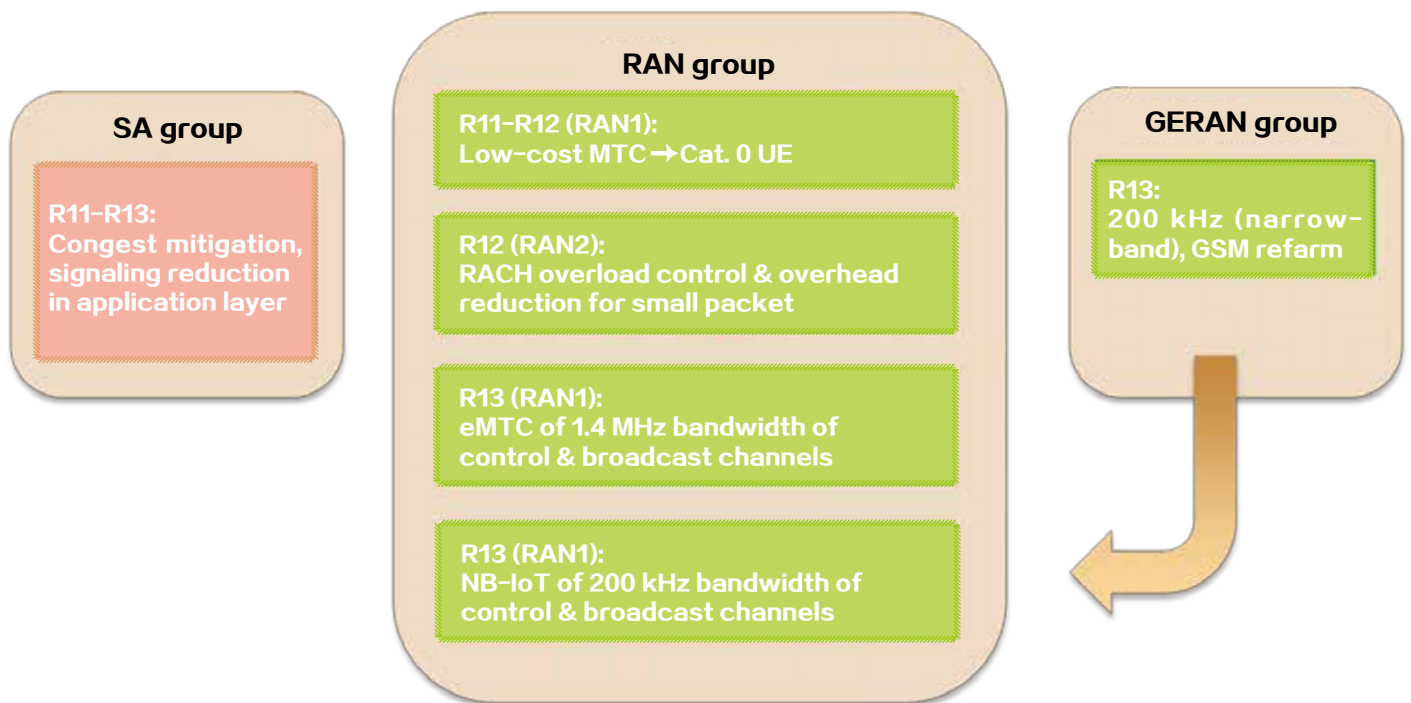 SA group
R11-R13:
Congest mitigation,
signaling reduction
in application layer
RAN group
R11-R12 (RAN1):
Low-cost MTC→Cat. 0 UE
R12 (RAN2):
RACH overload control & overhead
reduction for small packet
R13 (RAN1):
eMTC of 1.4 MHz bandwidth of
control & broadcast channels
R13 (RAN1):
NB-IoT of 200 kHz bandwidth of
control & broadcast channels
GERAN group
R13:
200 kHz (narrow-
band), GSM refarm